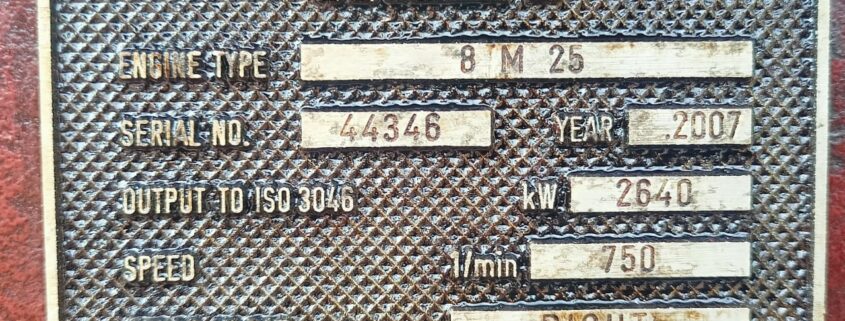 ENGINE TYPE 8 M 25
SERIAL NO. 44346 YEAR .2007
OUTPUT TO ISO 3046 kW 2640
SPEED 1/min 750